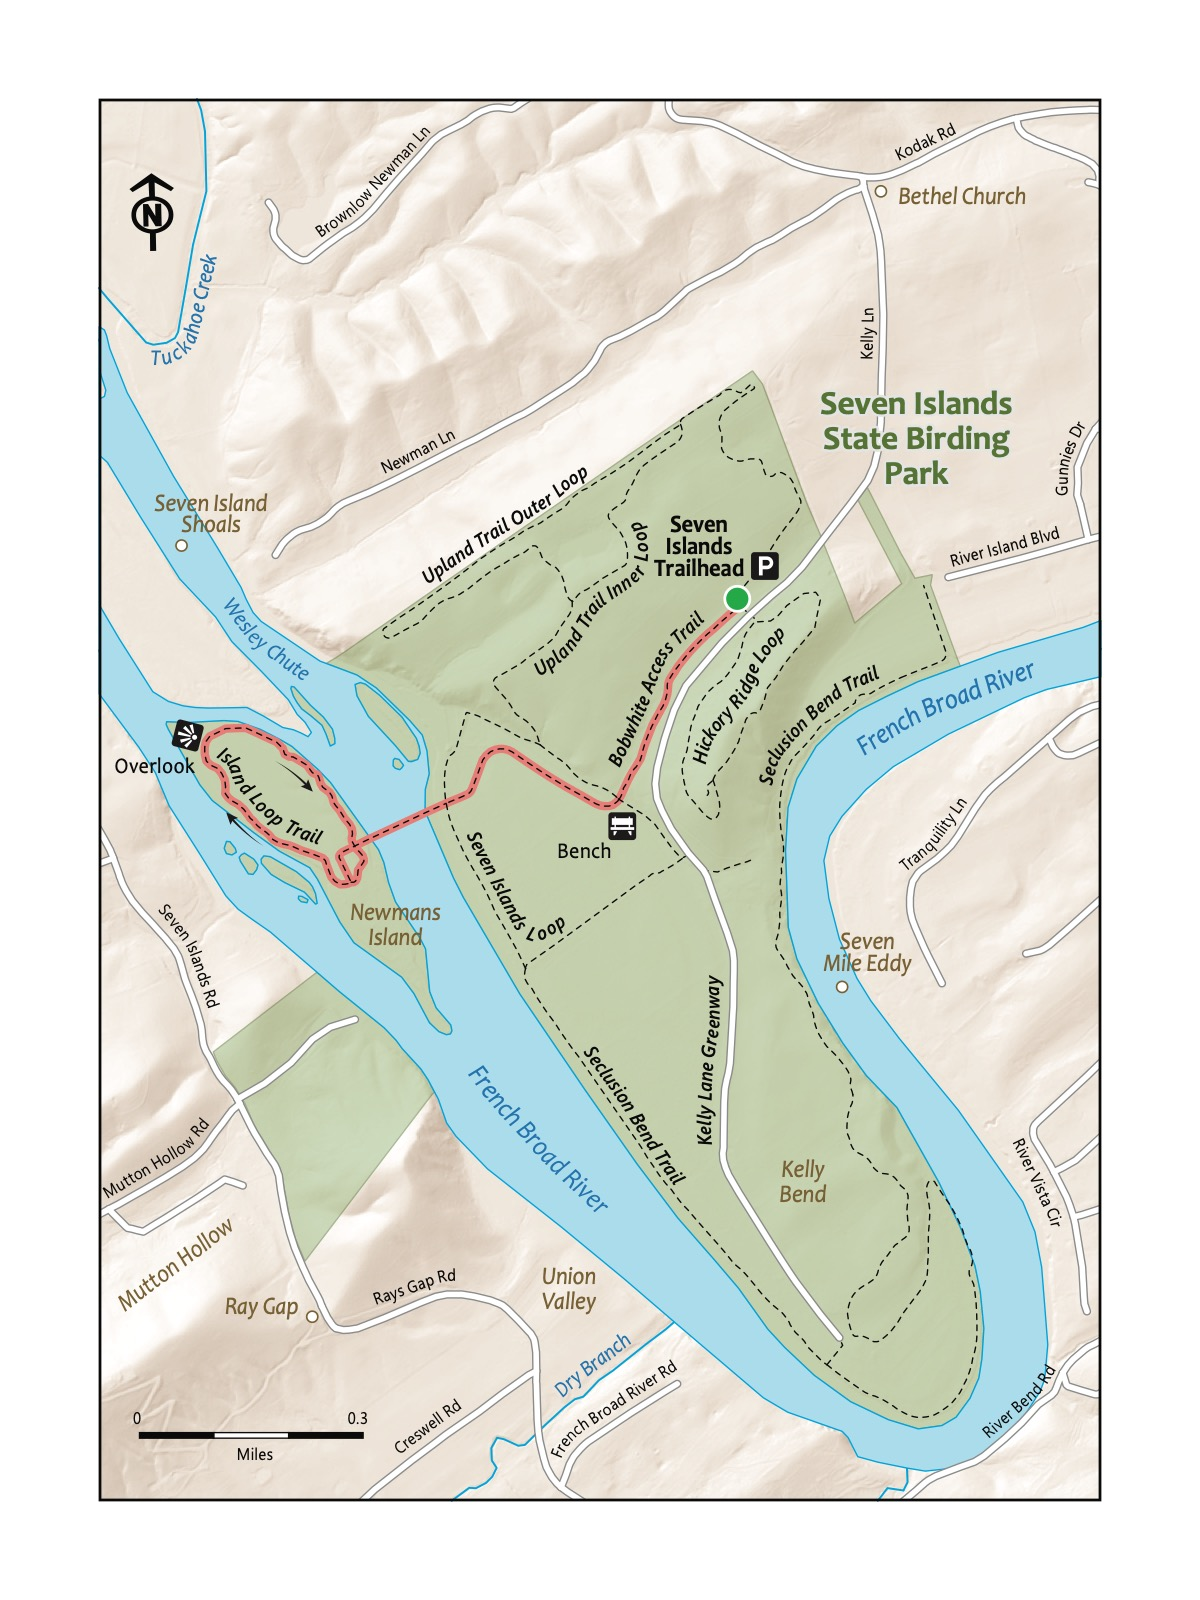 Kodak Rd
Brownlow Newman Ln
Bethel Church
N
Tuckahoe Creek
Kelly Ln
Seven Islands
State Birding
Park
Newman Ln
Gunnies Dr
Seven Island
Shoals
Upland Trail Outer Loop
Seven
Islands
Trailhead
P
River Island Blvd
Upland Trail Inner Loop
Wesley Chute
Bobwhite Access Trail
Hickory Ridge Loop
Seclusion Bend Trail
French Broad River
Overlook
Island Loop Trail
Tranquility Ln
Bench
Seven Islands
Loop
Newmans
Island
Seven
Mile Eddy
Seven Islands Rd
Kelly Lane Greenway
Seclusion Bend Trail
French Broad River
Mutton Hollow Rd
Kelly
Bend
River Vista Cir
Mutton Hollow
Ray Gap
Rays Gap Rd
Union
Valley
Dry Branch
French Broad River Rd
Creswell Rd
River Bend Rd
0
0.3
Miles